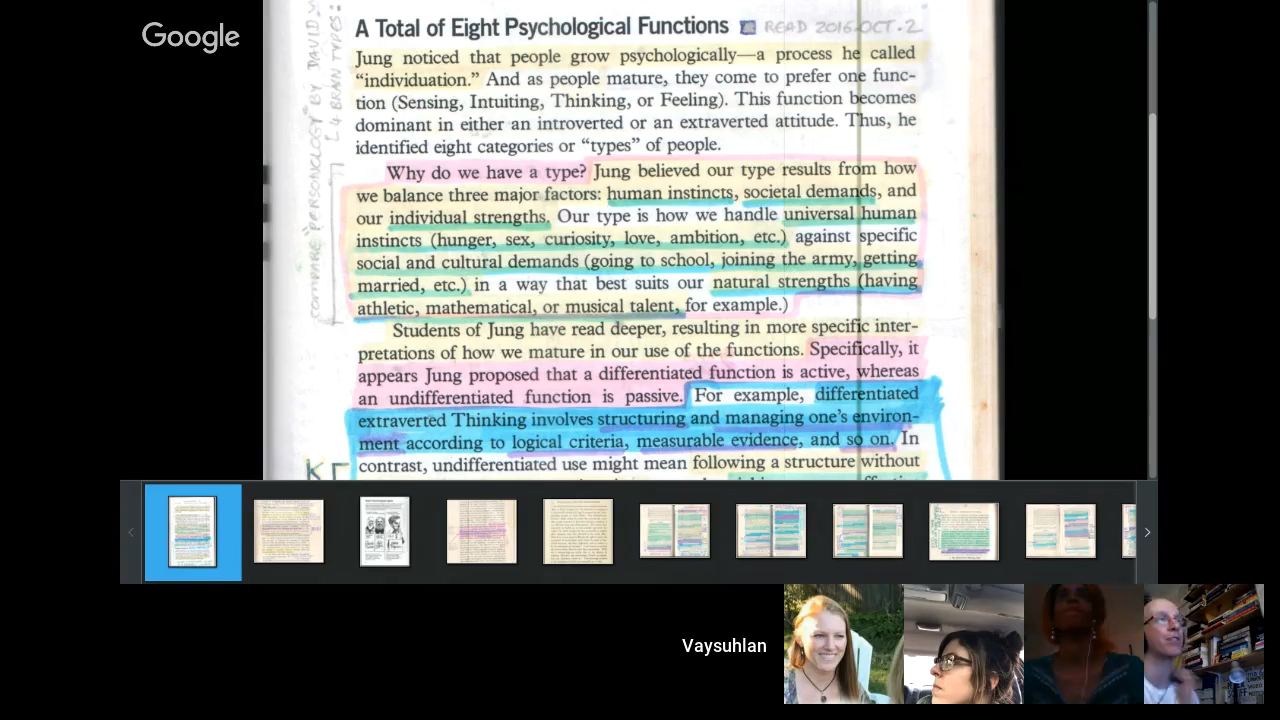 Google
A Total of Eight Psychological Functions READ 2016.OCT.2
Jung noticed that people grow psychologically—a process he called
“individuation.” And as people mature, they come to prefer one func-
tion (Sensing, Intuiting, Thinking, or Feeling). This function becomes
dominant in either an introverted or an extraverted attitude. Thus, he
identified eight categories or “types” of people.
Why do we have a type? Jung believed our type results from how
we balance three major factors: human instincts, societal demands, and
our individual strengths. Our type is how we handle universal human
instincts (hunger, sex, curiosity, love, ambition, etc.) against specific
social and cultural demands (going to school, joining the army, getting
married, etc.) in a way that best suits our natural strengths (having
athletic, mathematical, or musical talent, for example.)
Students of Jung have read deeper, resulting in more specific inter-
pretations of how we mature in our use of the functions. Specifically, it
appears Jung proposed that a differentiated function is active, whereas
an undifferentiated function is passive. For example, differentiated
extraverted Thinking involves structuring and managing one's environ-
ment according to logical criteria, measurable evidence, and so on. In
contrast, undifferentiated use might mean following a structure without
COMPARE "PERSONOLOGY" BY DAVID
4 BRAIN TYPES:
Vaysuhlan